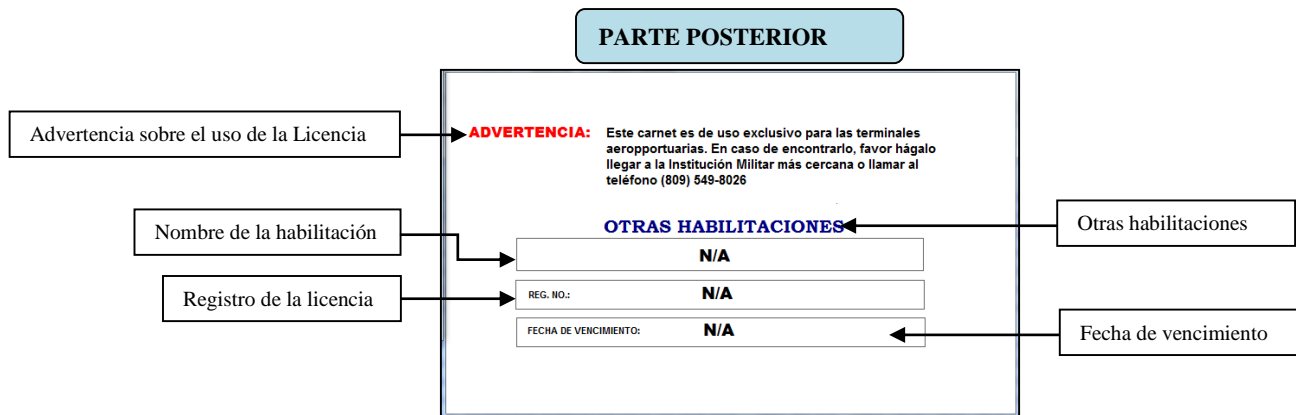 PARTE POSTERIOR
Advertencia sobre el uso de la Licencia
ADVERTENCIA:
Este carnet es de uso exclusivo para las terminales
aeropportuarias. En caso de encontrarlo, favor hágalo
llegar a la Institución Militar más cercana o llamar al
teléfono (809) 549-8026
Nombre de la habilitación
OTRAS HABILITACIONES
Otras habilitaciones
N/A
Registro de la licencia
REG. NO.: N/A
FECHA DE VENCIMIENTO: N/A
Fecha de vencimiento